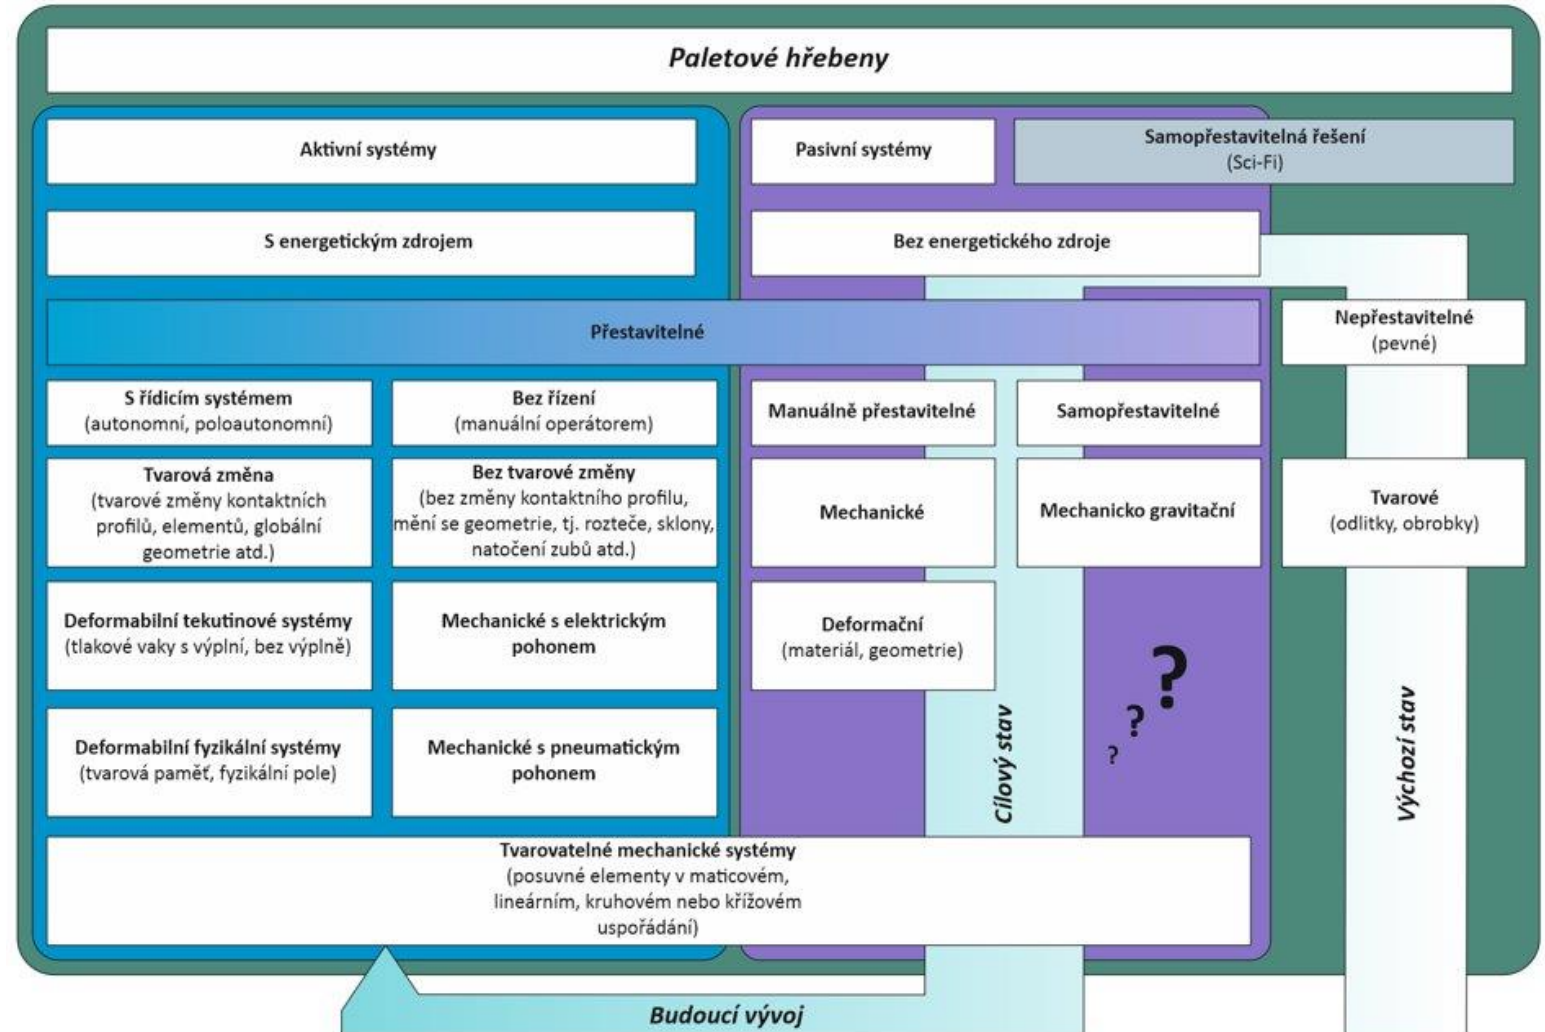 Paletové hřebeny
Aktivní systémy
Pasivní systémy
Samopřestavitelná řešení
(Sci-Fi)
S energetickým zdrojem
Bez energetického zdroje
Přestavitelné
Nepřestavitelné
(pevné)
S řídicím systémem
(autonomní, poloautonomní)
Bez řízení
(manuální operátorem)
Manuálně přestavitelné
Samopřestavitelné
Tvarová změna
(tvarové změny kontaktních
profilů, elementů, globální
geometrie atd.)
Bez tvarové změny
(bez změny kontaktního profilu,
mění se geometrie, tj. rozteče, sklony,
natočení zubů atd.)
Mechanické
Mechanicko gravitační
Tvarové
(odlitky, obrobky)
Deformabilní tekutinové systémy
(tlakové vaky s výplní, bez výplně)
Mechanické s elektrickým
pohonem
Deformační
(materiál, geometrie)
?
?
?
Deformabilní fyzikální systémy
(tvarová paměť, fyzikální pole)
Mechanické s pneumatickým
pohonem
Cílový stav
Výchozí stav
Tvarovatelné mechanické systémy
(posuvné elementy v maticovém,
lineárním, kruhovém nebo křížovém
uspořádání)
Budoucí vývoj